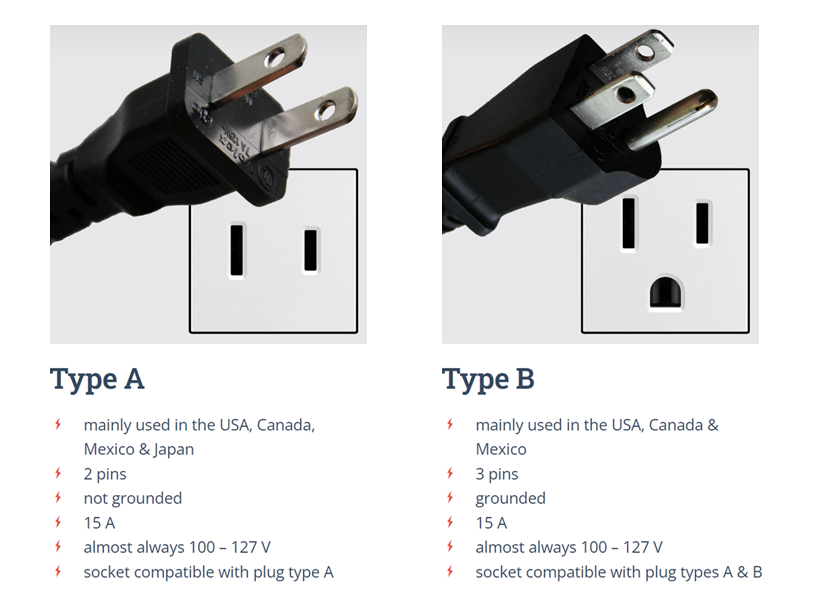 Type A
mainly used in the USA, Canada,
Mexico & Japan
2 pins
not grounded
15 A
almost always 100 – 127 V
socket compatible with plug type A
Type B
mainly used in the USA, Canada &
Mexico
3 pins
grounded
15 A
almost always 100 – 127 V
socket compatible with plug types A & B